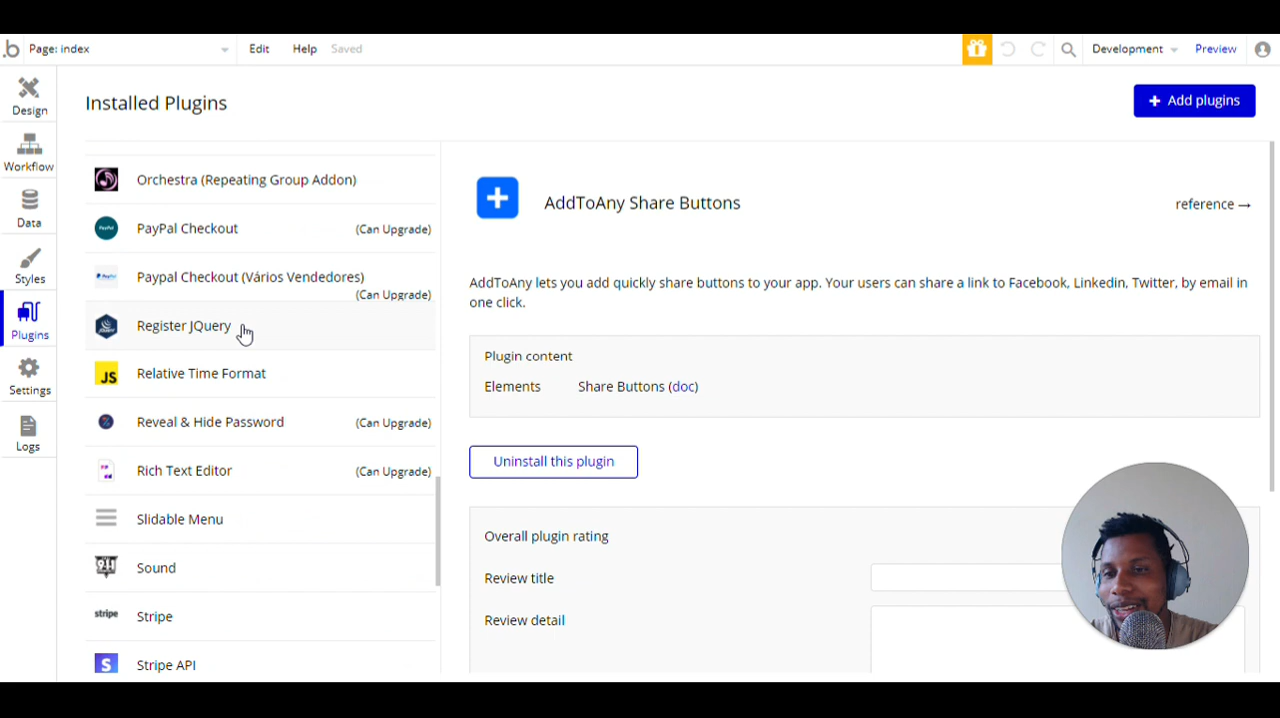 Page: index
Edit
Help
Saved
Development
Preview
Design
Workflow
Data
Styles
Plugins
Settings
Logs
Installed Plugins
+ Add plugins
Orchestra (Repeating Group Addon)
PayPal Checkout (Can Upgrade)
Paypal Checkout (Vários Vendedores)
(Can Upgrade)
Register JQuery
JS Relative Time Format
Reveal & Hide Password (Can Upgrade)
Rich Text Editor (Can Upgrade)
Slidable Menu
Sound
stripe Stripe
S Stripe API
AddToAny Share Buttons
reference →
AddToAny lets you add quickly share buttons to your app. Your users can share a link to Facebook, Linkedin, Twitter, by email in
one click.
Plugin content
Elements Share Buttons (doc)
Uninstall this plugin
Overall plugin rating
Review title
Review detail